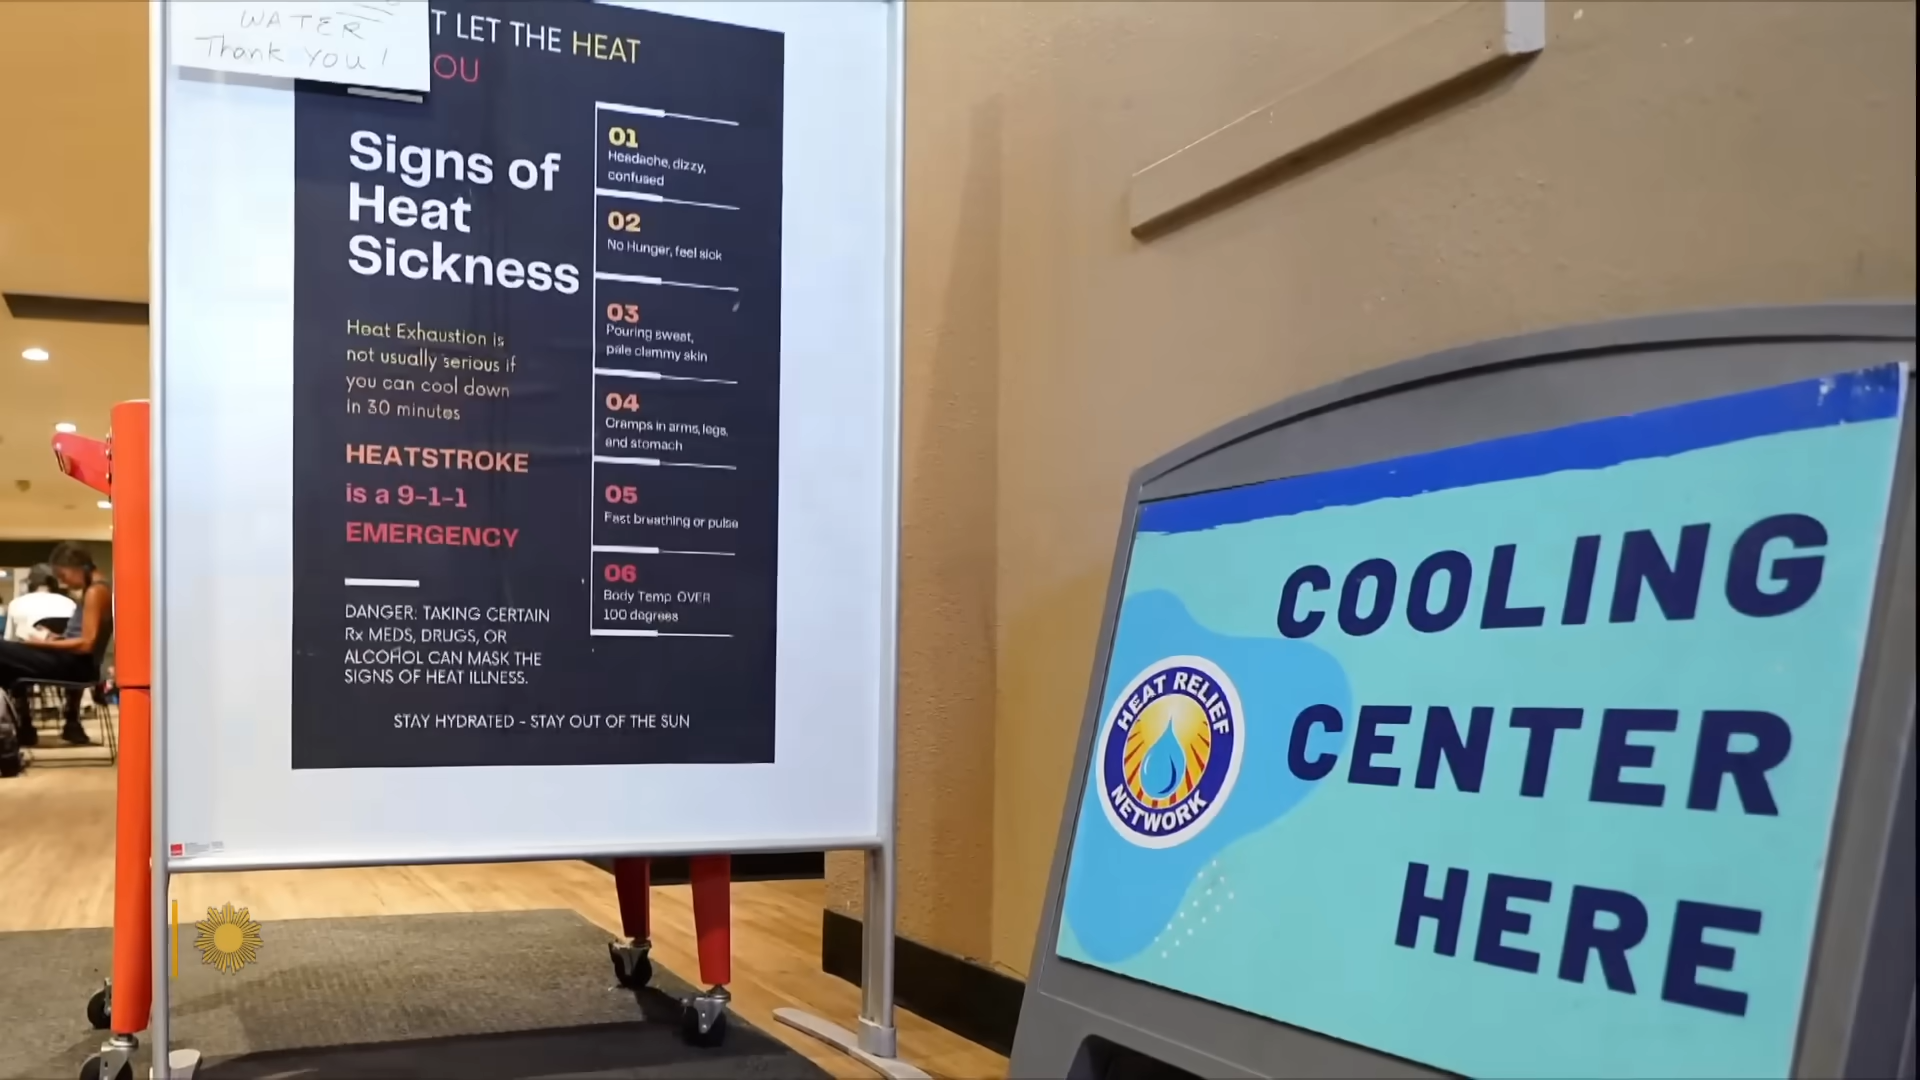 WATER
Thank YOU!
T LET THE HEAT
OU
Signs of
Heat
Sickness
Heat Exhaustion is
not usually serious if
you can cool down
in 30 minutes
HEATSTROKE
is a 9-1-1
EMERGENCY
DANGER: TAKING CERTAIN
Rx MEDS, DRUGS, OR
ALCOHOL CAN MASK THE
SIGNS OF HEAT ILLNESS.
01
Headache, dizzy,
confused
02
No Hunger, feel sick
03
Pouring sweat,
pale clammy skin
04
Cramps in arms, legs,
and stomach
05
Fast breathing or pulse
06
Body Temp OVER
100 degrees
STAY HYDRATED - STAY OUT OF THE SUN
COOLING
CENTER
HERE
HEAT RELIEF
NETWORK